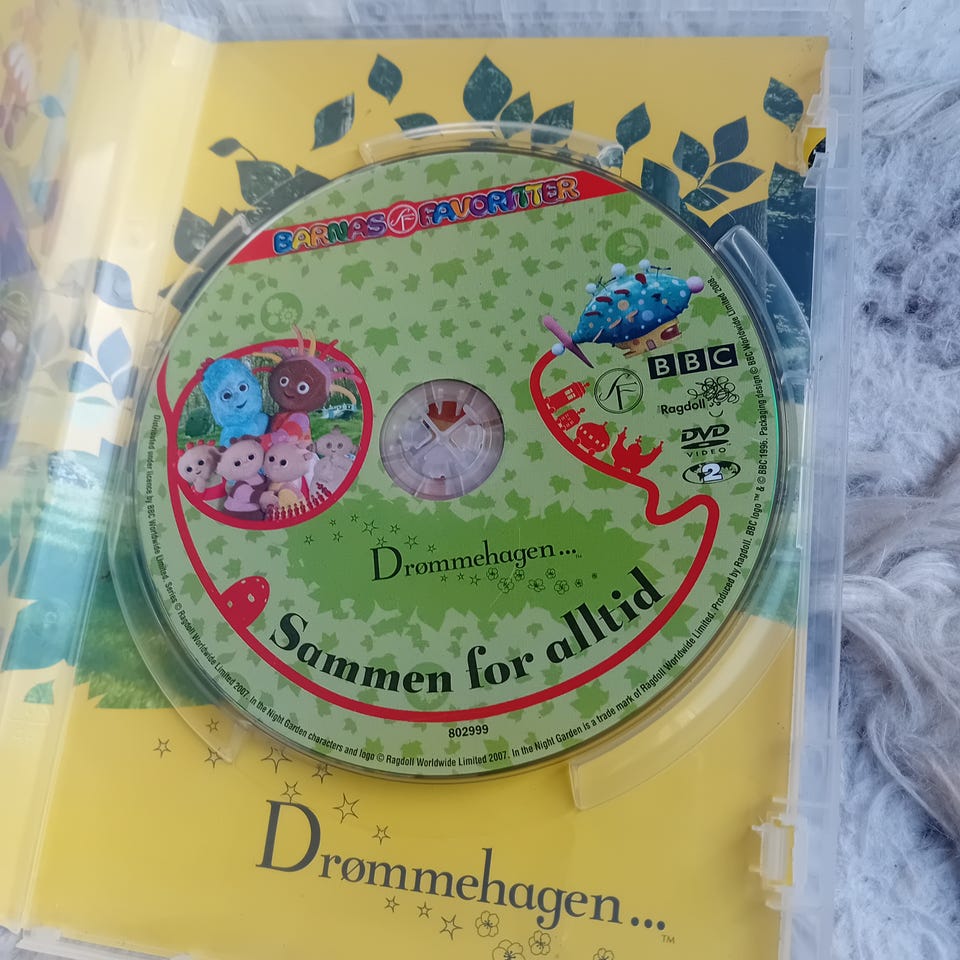 BARNAS SF FAVORITTER
BBC
SF
Ragdoll
DVD
VIDEO
2
Drømmehagen...
Sammen for alltid
802999
Distributed under licence by BBC Worldwide Limited. Series © Ragdoll Worldwide Limited 2007. In the Night Garden characters and logo © Ragdoll Worldwide Limited 2007. In the Night Garden is a trade mark of Ragdoll Worldwide Limited. Produced by Ragdoll. BBC logo ™ & © BBC 1996. Packaging design © BBC Worldwide Limited 2008.
Drømmehagen...
™